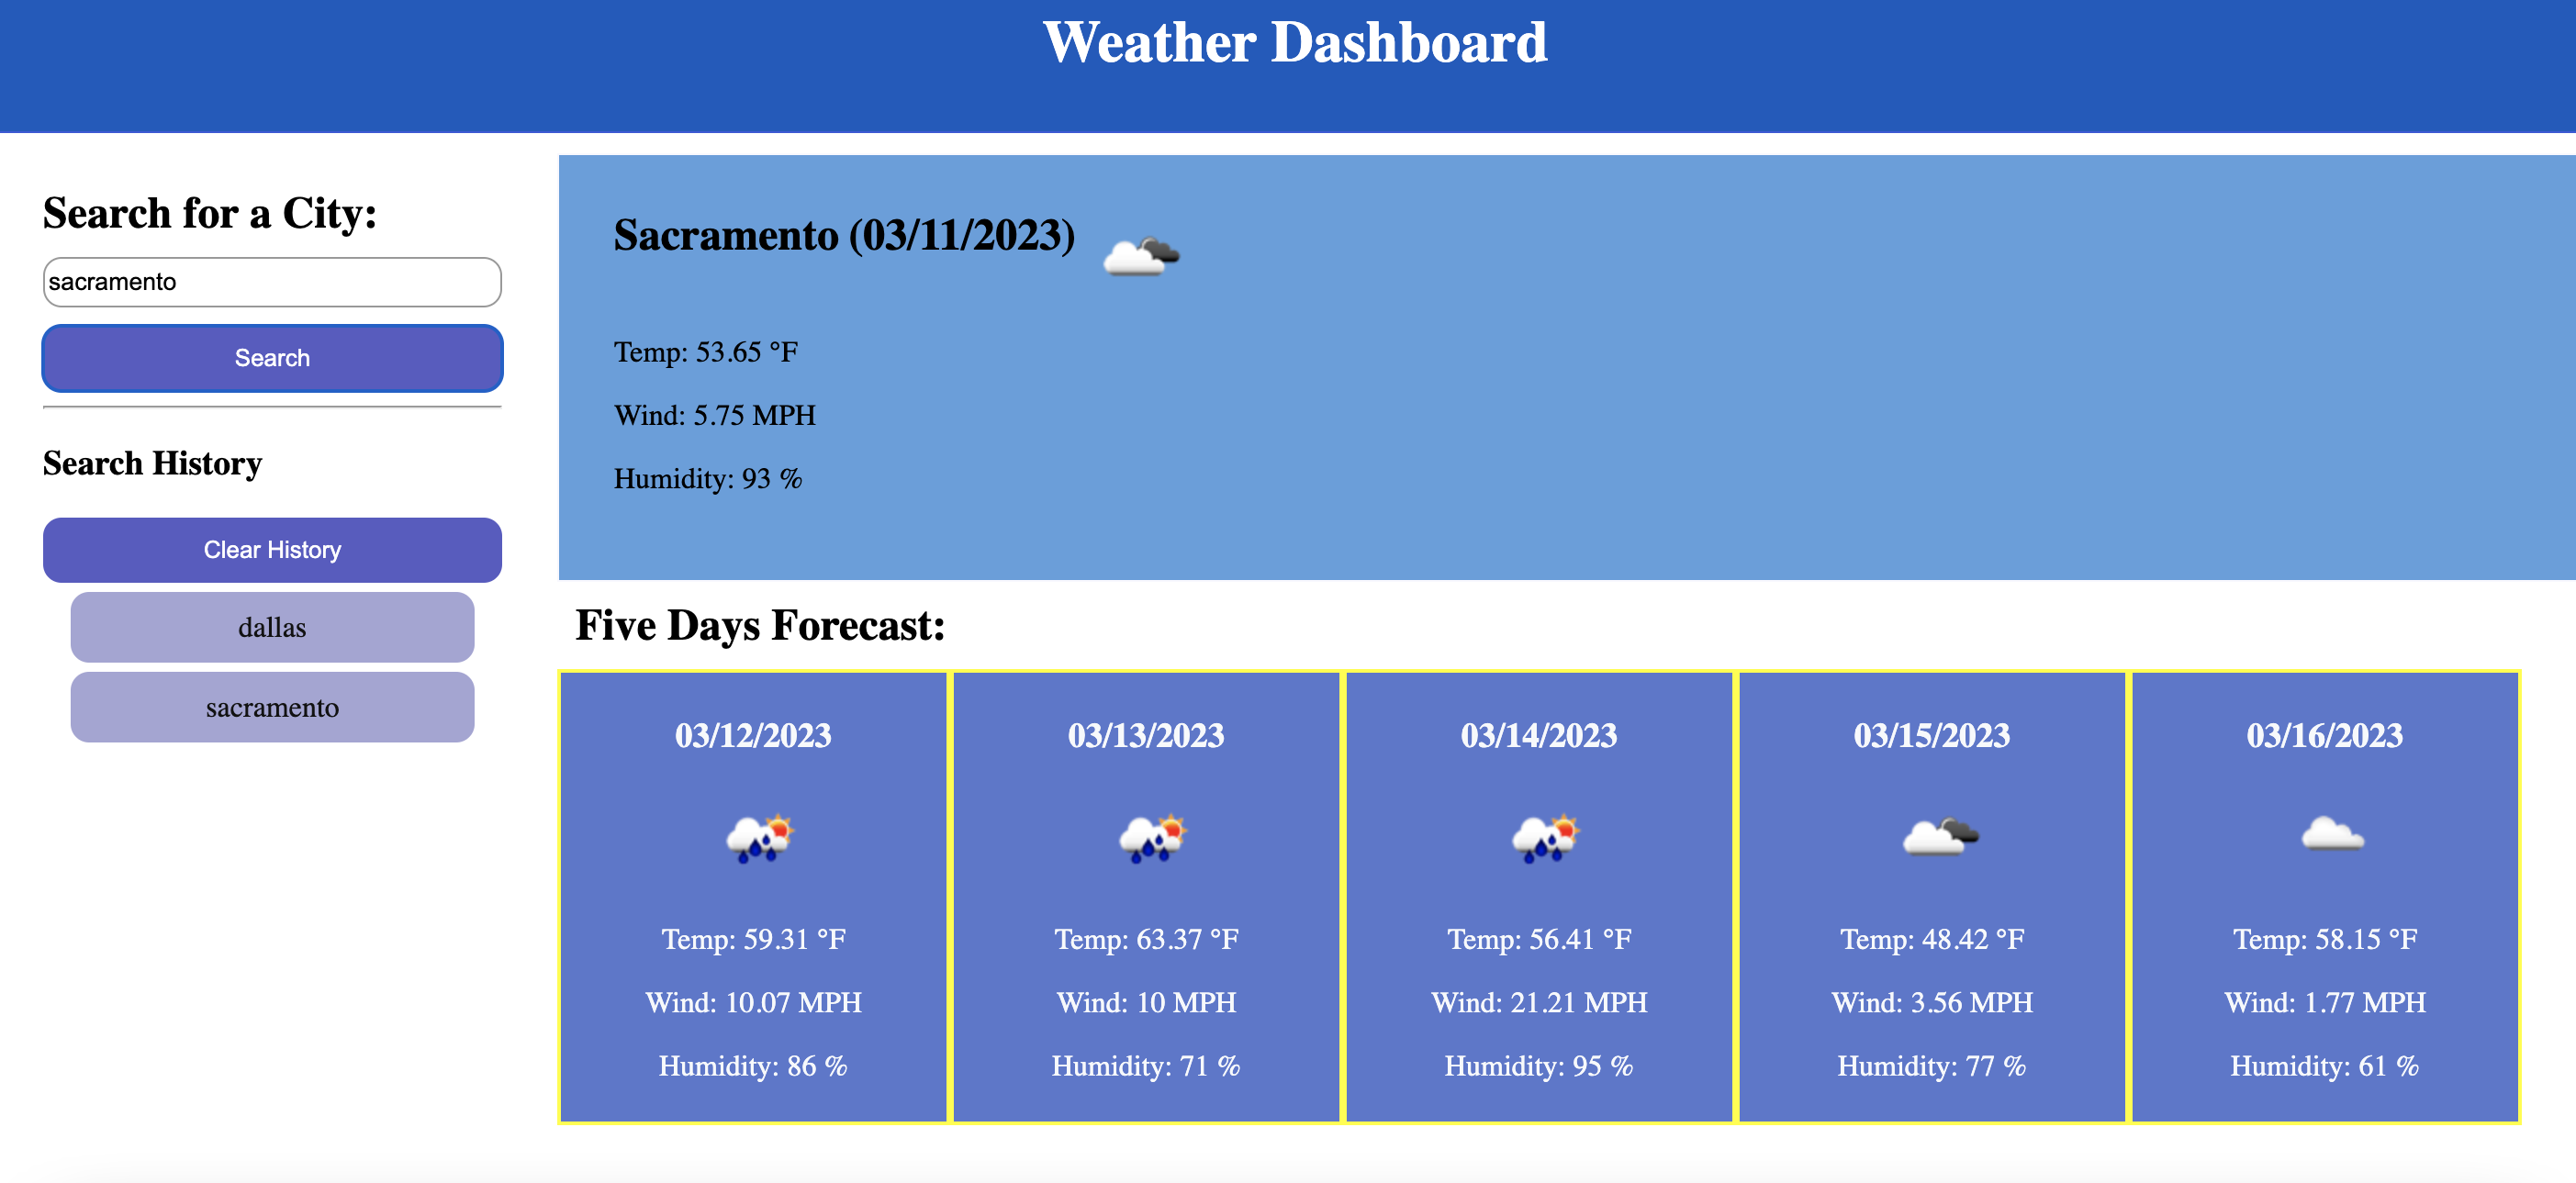 Weather Dashboard
Search for a City:
sacramento
Search
Search History
Clear History
dallas
sacramento
Sacramento (03/11/2023)
Temp: 53.65 °F
Wind: 5.75 MPH
Humidity: 93 %
Five Days Forecast:
03/12/2023
Temp: 59.31 °F
Wind: 10.07 MPH
Humidity: 86 %
03/13/2023
Temp: 63.37 °F
Wind: 10 MPH
Humidity: 71 %
03/14/2023
Temp: 56.41 °F
Wind: 21.21 MPH
Humidity: 95 %
03/15/2023
Temp: 48.42 °F
Wind: 3.56 MPH
Humidity: 77 %
03/16/2023
Temp: 58.15 °F
Wind: 1.77 MPH
Humidity: 61 %